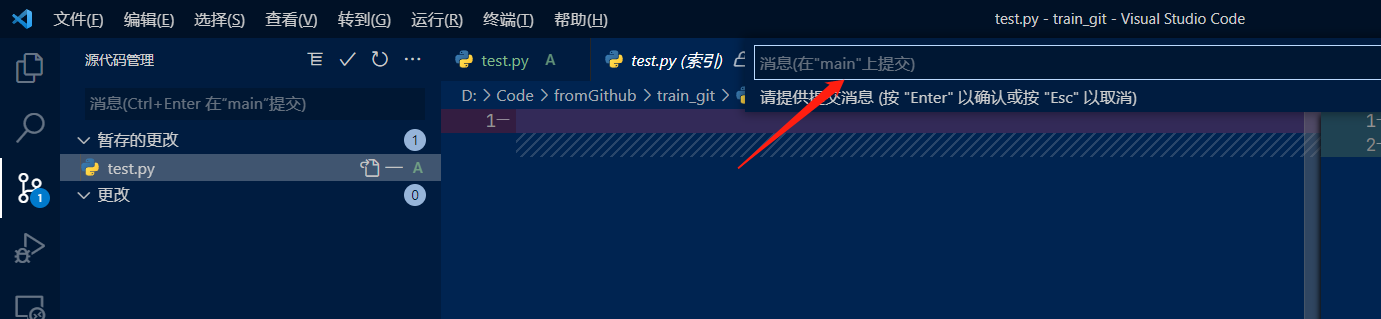 文件(F) 编辑(E) 选择(S) 查看(V) 转到(G) 运行(R) 终端(T) 帮助(H) test.py - train_git - Visual Studio Code
源代码管理
test.py A
test.py (索引)
消息(在"main"上提交)
请提供提交消息 (按 "Enter" 以确认或按 "Esc" 以取消)
消息(Ctrl+Enter 在"main"提交)
D: > Code > fromGithub > train_git >
暂存的更改 1
test.py A
更改 0
1
1
1
2